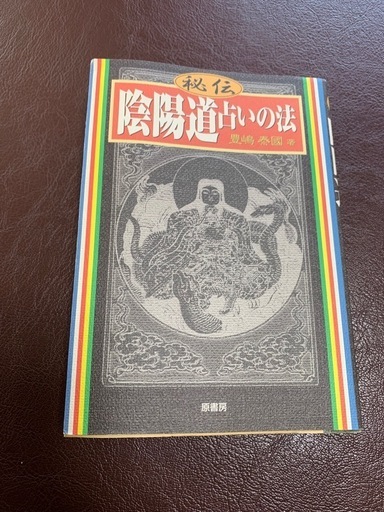 秘伝
陰陽道占いの法
豊嶋泰國 著
原書房